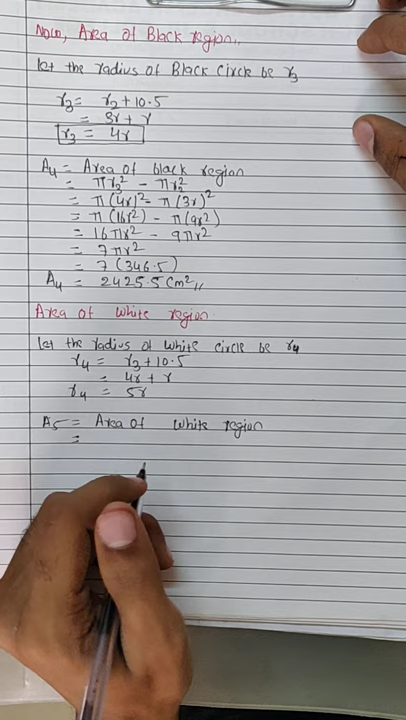 Now, Area of Black region..
let the radius of Black Circle be r₃
r₃ = r₂ + 10.5
= 3r + r
r₃ = 4r
A₄ = Area of black region
= πr₃² - πr₂²
= π(4r)² - π(3r)²
= π(16r²) - π(9r²)
= 16πr² - 9πr²
= 7πr²
= 7(346.5)
A₄ = 2425.5 Cm²,,
Area of white region
let the radius of white circle be r₄
r₄ = r₃ + 10.5
= 4r + r
r₄ = 5r
A5 = Area of white region
=